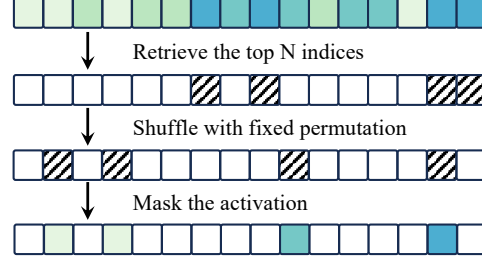 Retrieve the top N indices
Shuffle with fixed permutation
Mask the activation